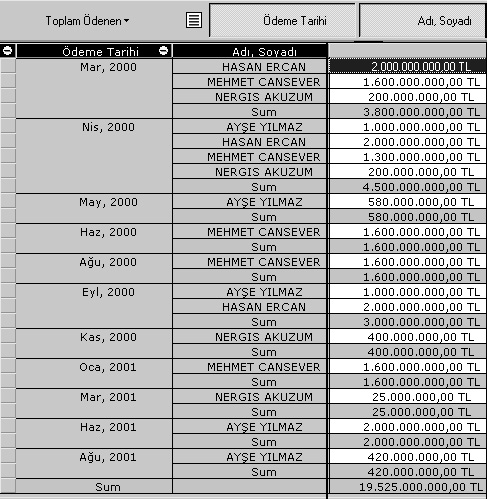 Toplam Ödenen Ödeme Tarihi Adı, Soyadı
Ödeme Tarihi Adı, Soyadı
Mar, 2000 HASAN ERCAN 2.000.000.000,00 TL
MEHMET CANSEVER 1.600.000.000,00 TL
NERGIS AKUZUM 200.000.000,00 TL
Sum 3.800.000.000,00 TL
Nis, 2000 AYŞE YILMAZ 1.000.000.000,00 TL
HASAN ERCAN 2.000.000.000,00 TL
MEHMET CANSEVER 1.300.000.000,00 TL
NERGIS AKUZUM 200.000.000,00 TL
Sum 4.500.000.000,00 TL
May, 2000 AYŞE YILMAZ 580.000.000,00 TL
Sum 580.000.000,00 TL
Haz, 2000 MEHMET CANSEVER 1.600.000.000,00 TL
Sum 1.600.000.000,00 TL
Ağu, 2000 MEHMET CANSEVER 1.600.000.000,00 TL
Sum 1.600.000.000,00 TL
Eyl, 2000 AYŞE YILMAZ 1.000.000.000,00 TL
HASAN ERCAN 2.000.000.000,00 TL
Sum 3.000.000.000,00 TL
Kas, 2000 NERGIS AKUZUM 400.000.000,00 TL
Sum 400.000.000,00 TL
Oca, 2001 MEHMET CANSEVER 1.600.000.000,00 TL
Sum 1.600.000.000,00 TL
Mar, 2001 NERGIS AKUZUM 25.000.000,00 TL
Sum 25.000.000,00 TL
Haz, 2001 AYŞE YILMAZ 2.000.000.000,00 TL
Sum 2.000.000.000,00 TL
Ağu, 2001 AYŞE YILMAZ 420.000.000,00 TL
Sum 420.000.000,00 TL
Sum 19.525.000.000,00 TL